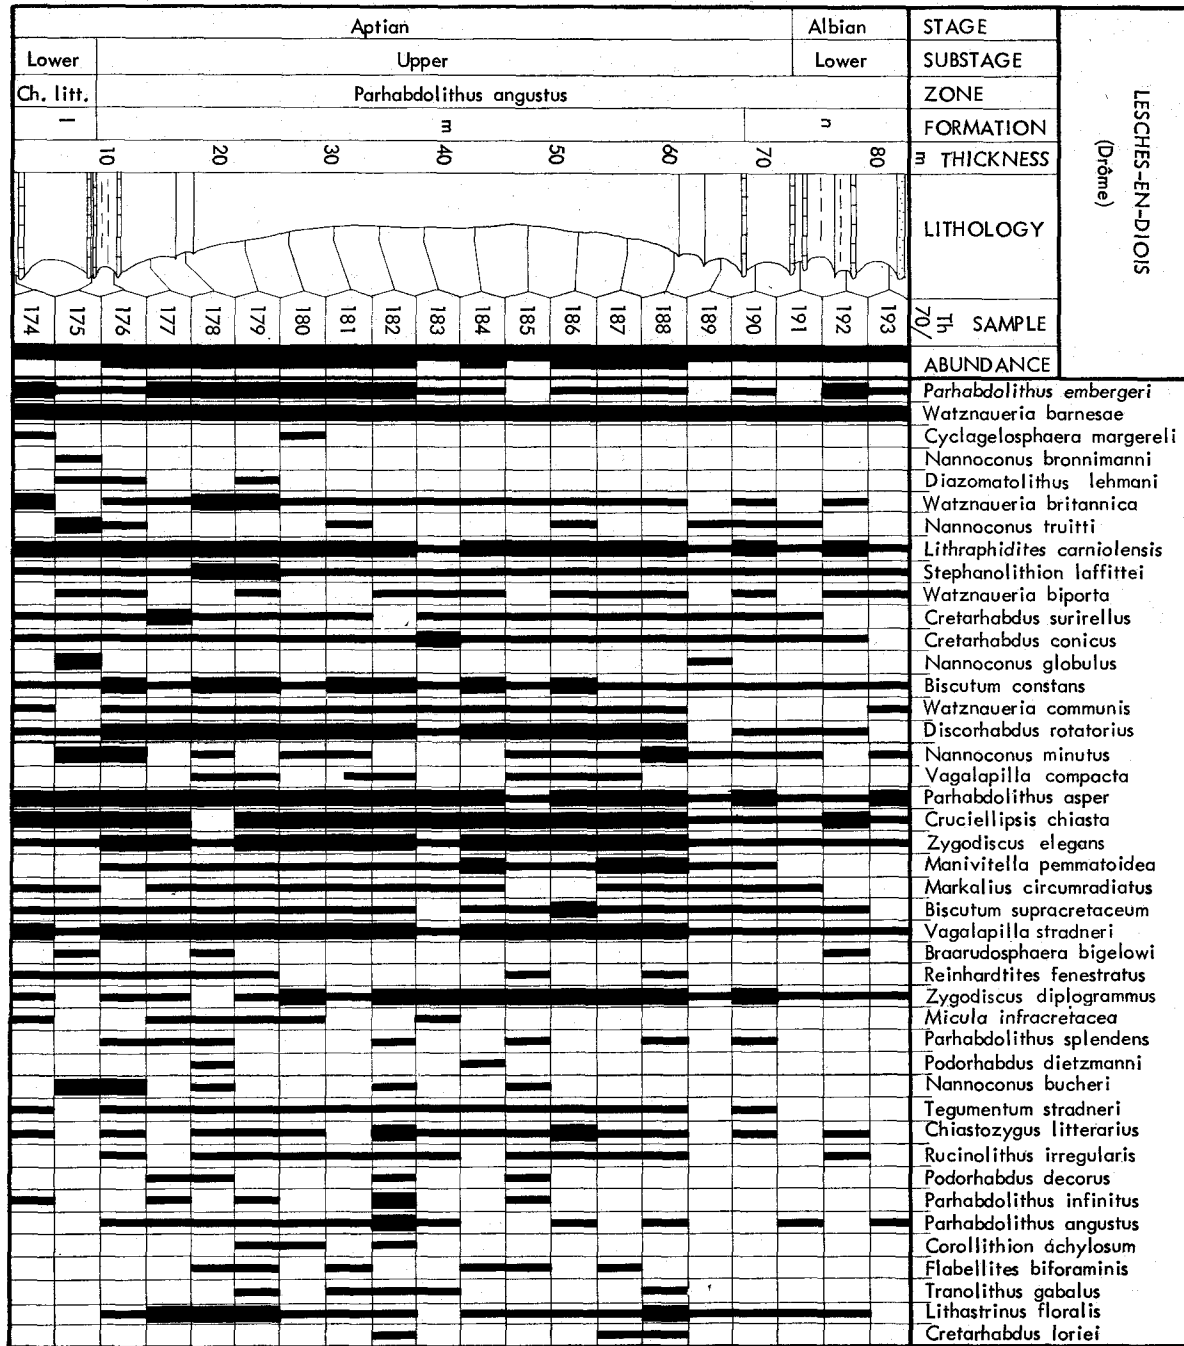 Aptian Albian STAGE
Lower Upper Lower SUBSTAGE
Ch. litt. Parhabdolithus angustus ZONE
l m n FORMATION
10 20 30 40 50 60 70 80 m THICKNESS
LITHOLOGY
LESCHES-EN-DIOIS
(Drôme)
174 175 176 177 178 179 180 181 182 183 184 185 186 187 188 189 190 191 192 193 Th 70/ SAMPLE
ABUNDANCE
Parhabdolithus embergeri
Watznaueria barnesae
Cyclagelosphaera margereli
Nannoconus bronnimanni
Diazomatolithus lehmani
Watznaueria britannica
Nannoconus truitti
Lithraphidites carniolensis
Stephanolithion laffittei
Watznaueria biporta
Cretarhabdus surirellus
Cretarhabdus conicus
Nannoconus globulus
Biscutum constans
Watznaueria communis
Discorhabdus rotatorius
Nannoconus minutus
Vagalapilla compacta
Parhabdolithus asper
Cruciellipsis chiasta
Zygodiscus elegans
Manivitella pemmatoidea
Markalius circumradiatus
Biscutum supracretaceum
Vagalapilla stradneri
Braarudosphaera bigelowi
Reinhardtites fenestratus
Zygodiscus diplogrammus
Micula infracretacea
Parhabdolithus splendens
Podorhabdus dietzmanni
Nannoconus bucheri
Tegumentum stradneri
Chiastozygus litterarius
Rucinolithus irregularis
Podorhabdus decorus
Parhabdolithus infinitus
Parhabdolithus angustus
Corollithion achylosum
Flabellites biforaminis
Tranolithus gabalus
Lithastrinus floralis
Cretarhabdus loriei